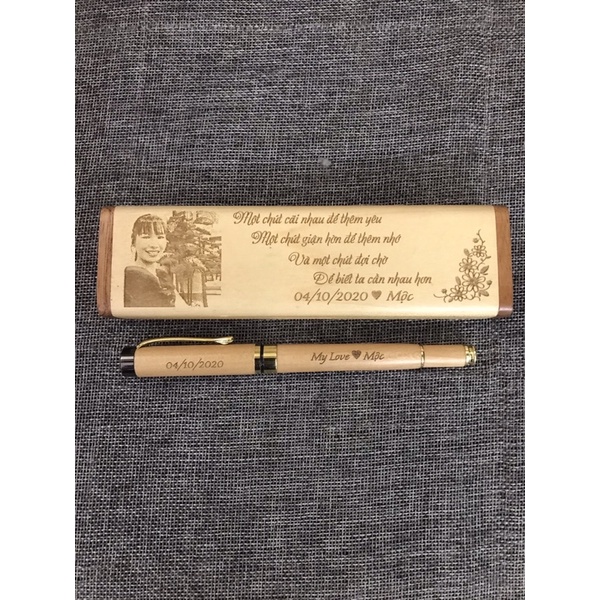 Một chút cãi nhau để thêm yêu
Một chút giận hờn để thêm nhớ
Và một chút đợi chờ
Để biết ta cần nhau hơn
04/10/2020 ❤ Mộc
04/10/2020
My Love ❤ Mộc